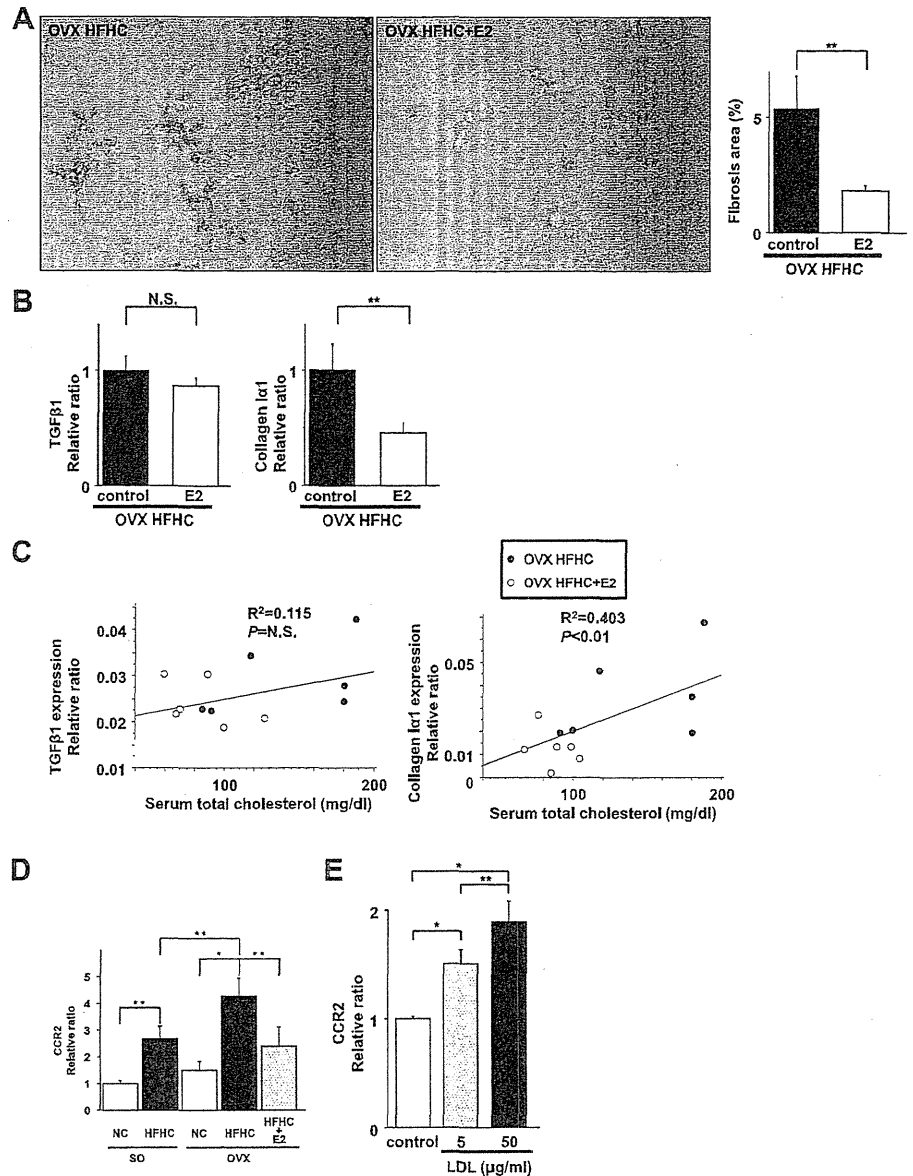 A
OVX HFHC
OVX HFHC+E2
**
Fibrosis area (%)
5
0
control E2
OVX HFHC
B
N.S.
TGFβ1
Relative ratio
1
0
control E2
OVX HFHC
**
Collagen Iα1
Relative ratio
1
0
control E2
OVX HFHC
C
OVX HFHC
OVX HFHC+E2
R²=0.115
P=N.S.
TGFβ1 expression
Relative ratio
0.04
0.03
0.02
0.01
100 200
Serum total cholesterol (mg/dl)
R²=0.403
P<0.01
Collagen Iα1 expression
Relative ratio
0.05
0.01
0
100 200
Serum total cholesterol (mg/dl)
D
**
* **
**
CCR2
Relative ratio
5
4
3
2
1
0
NC HFHC NC HFHC HFHC + E2
SO OVX
E
*
**
*
CCR2
Relative ratio
2
1
0
control 5 50
LDL (µg/ml)